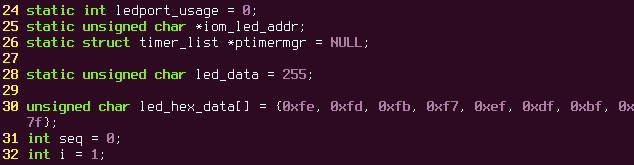 24 static int ledport_usage = 0;
25 static unsigned char *iom_led_addr;
26 static struct timer_list *ptimermgr = NULL;
27
28 static unsigned char led_data = 255;
29
30 unsigned char led_hex_data[] = {0xfe, 0xfd, 0xfb, 0xf7, 0xef, 0xdf, 0xbf, 0x
7f};
31 int seq = 0;
32 int i = 1;